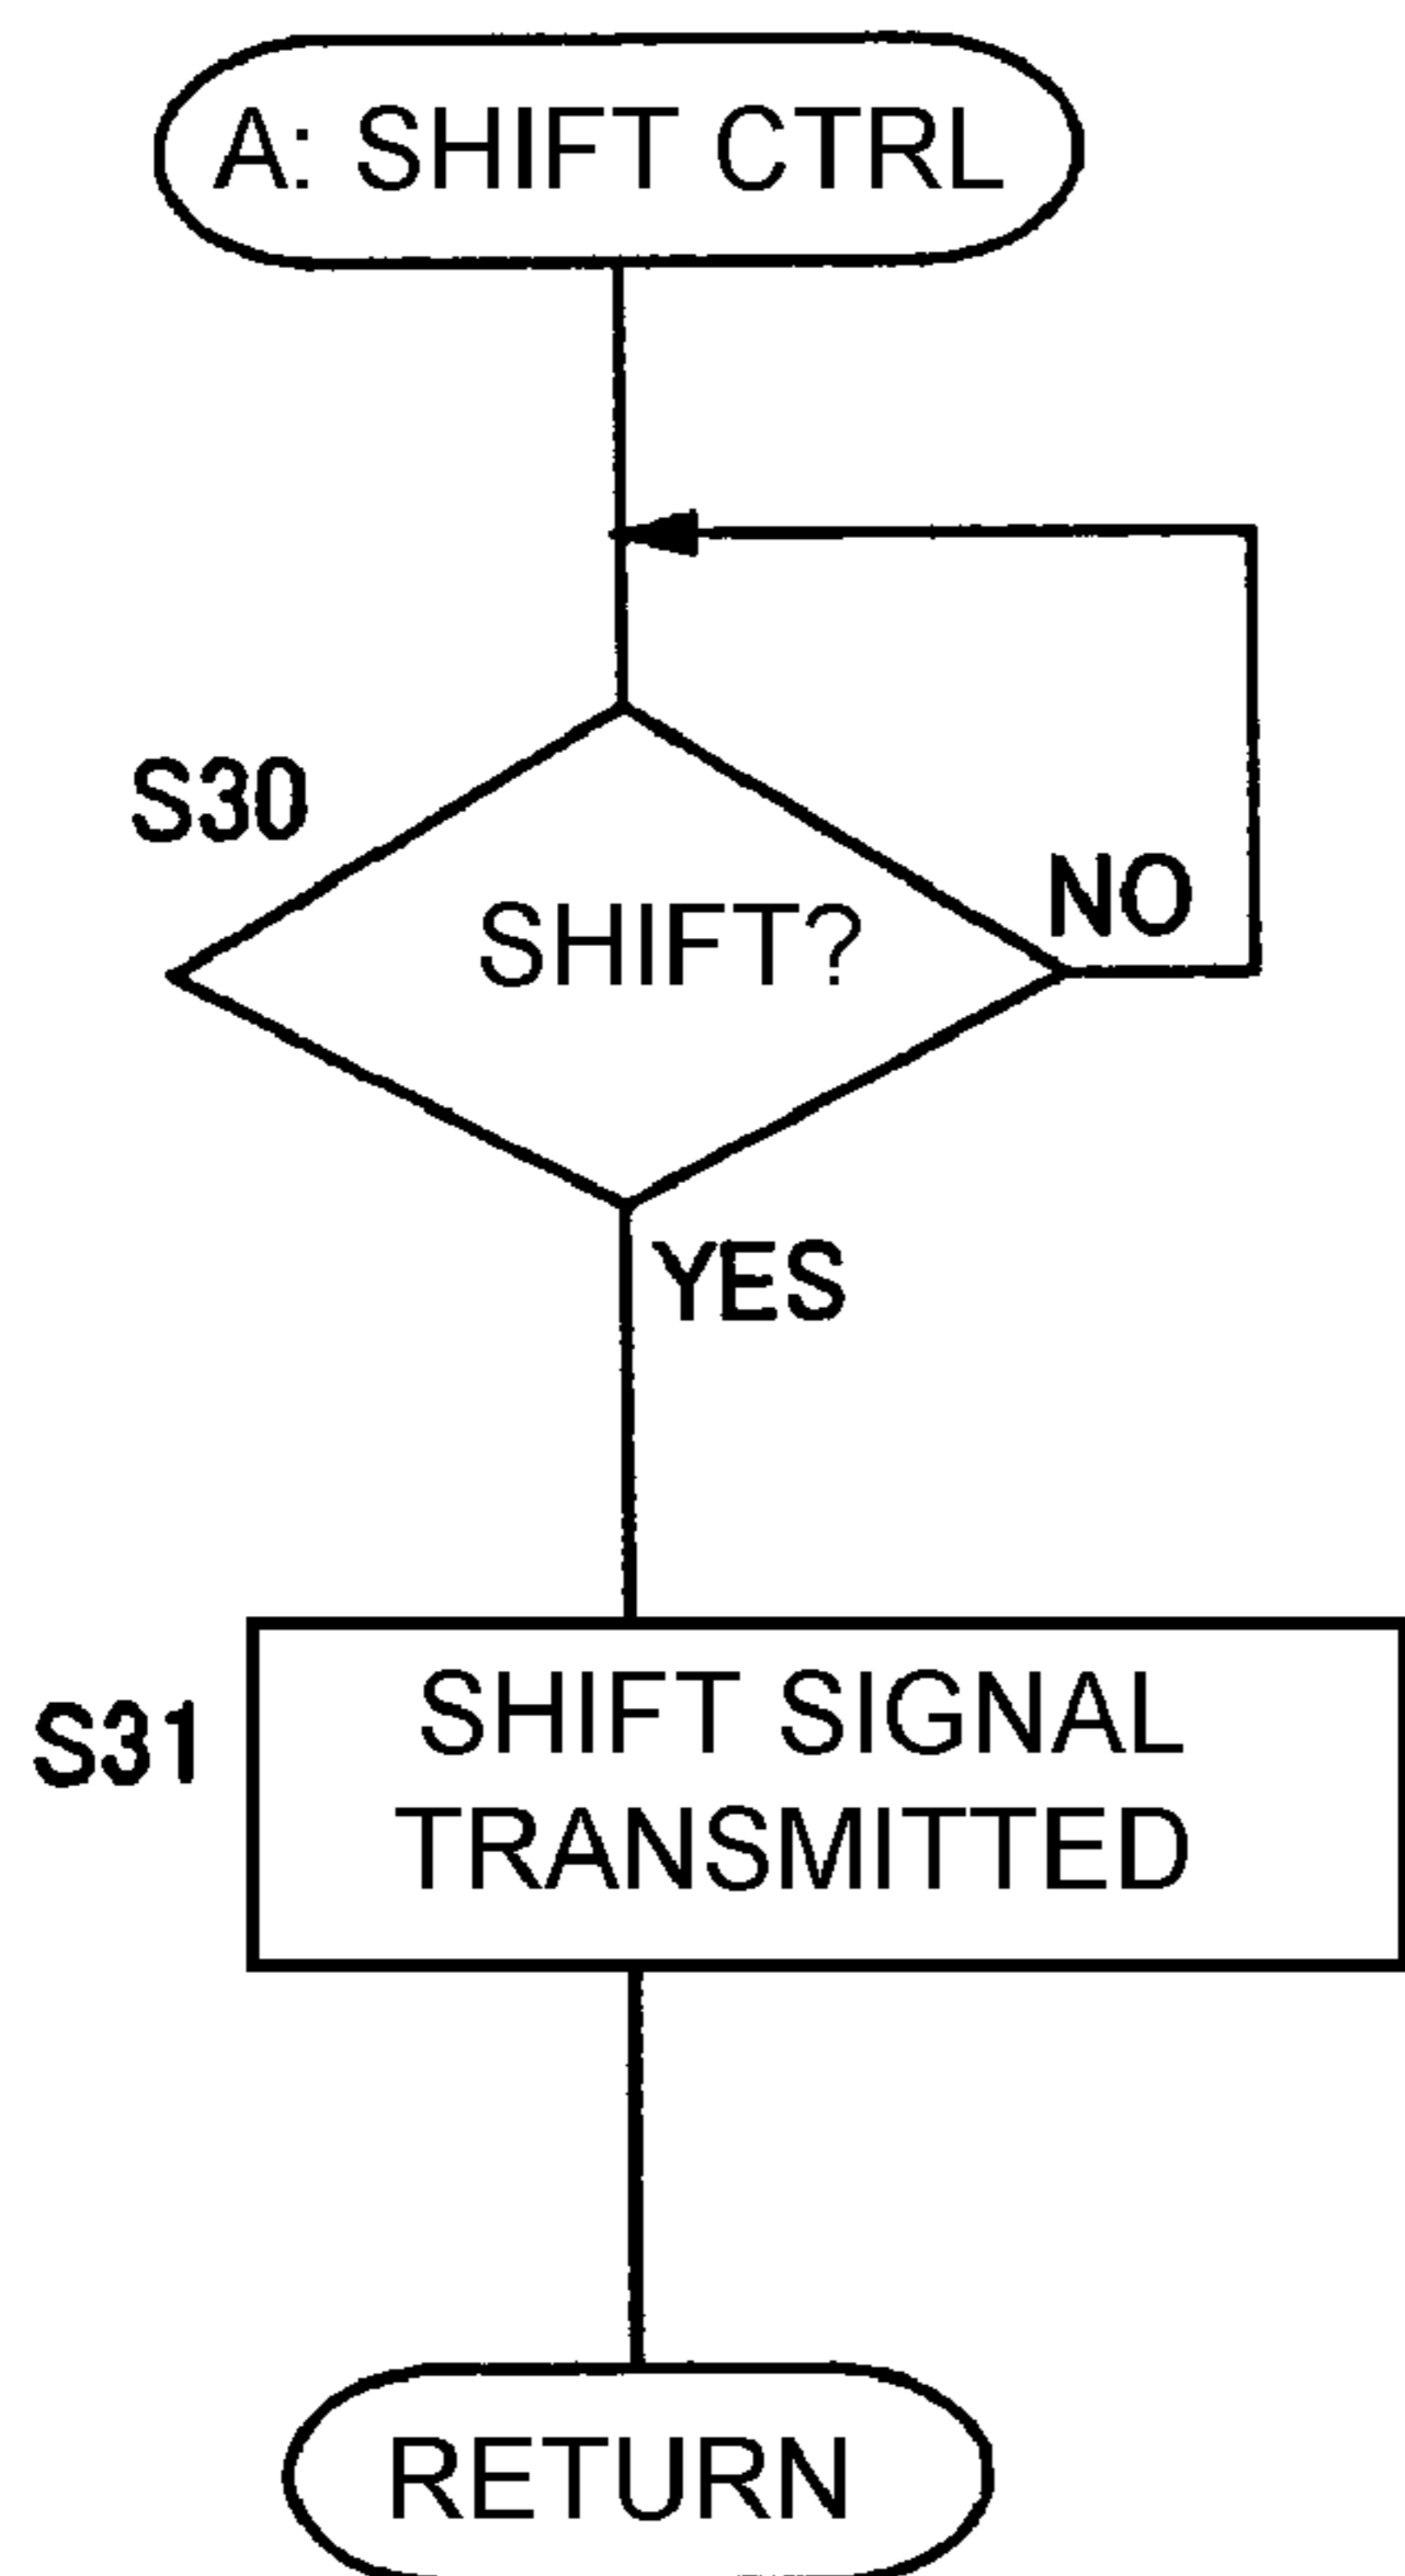 A: SHIFT CTRL
S30
SHIFT?
NO
YES
S31
SHIFT SIGNAL
TRANSMITTED
RETURN